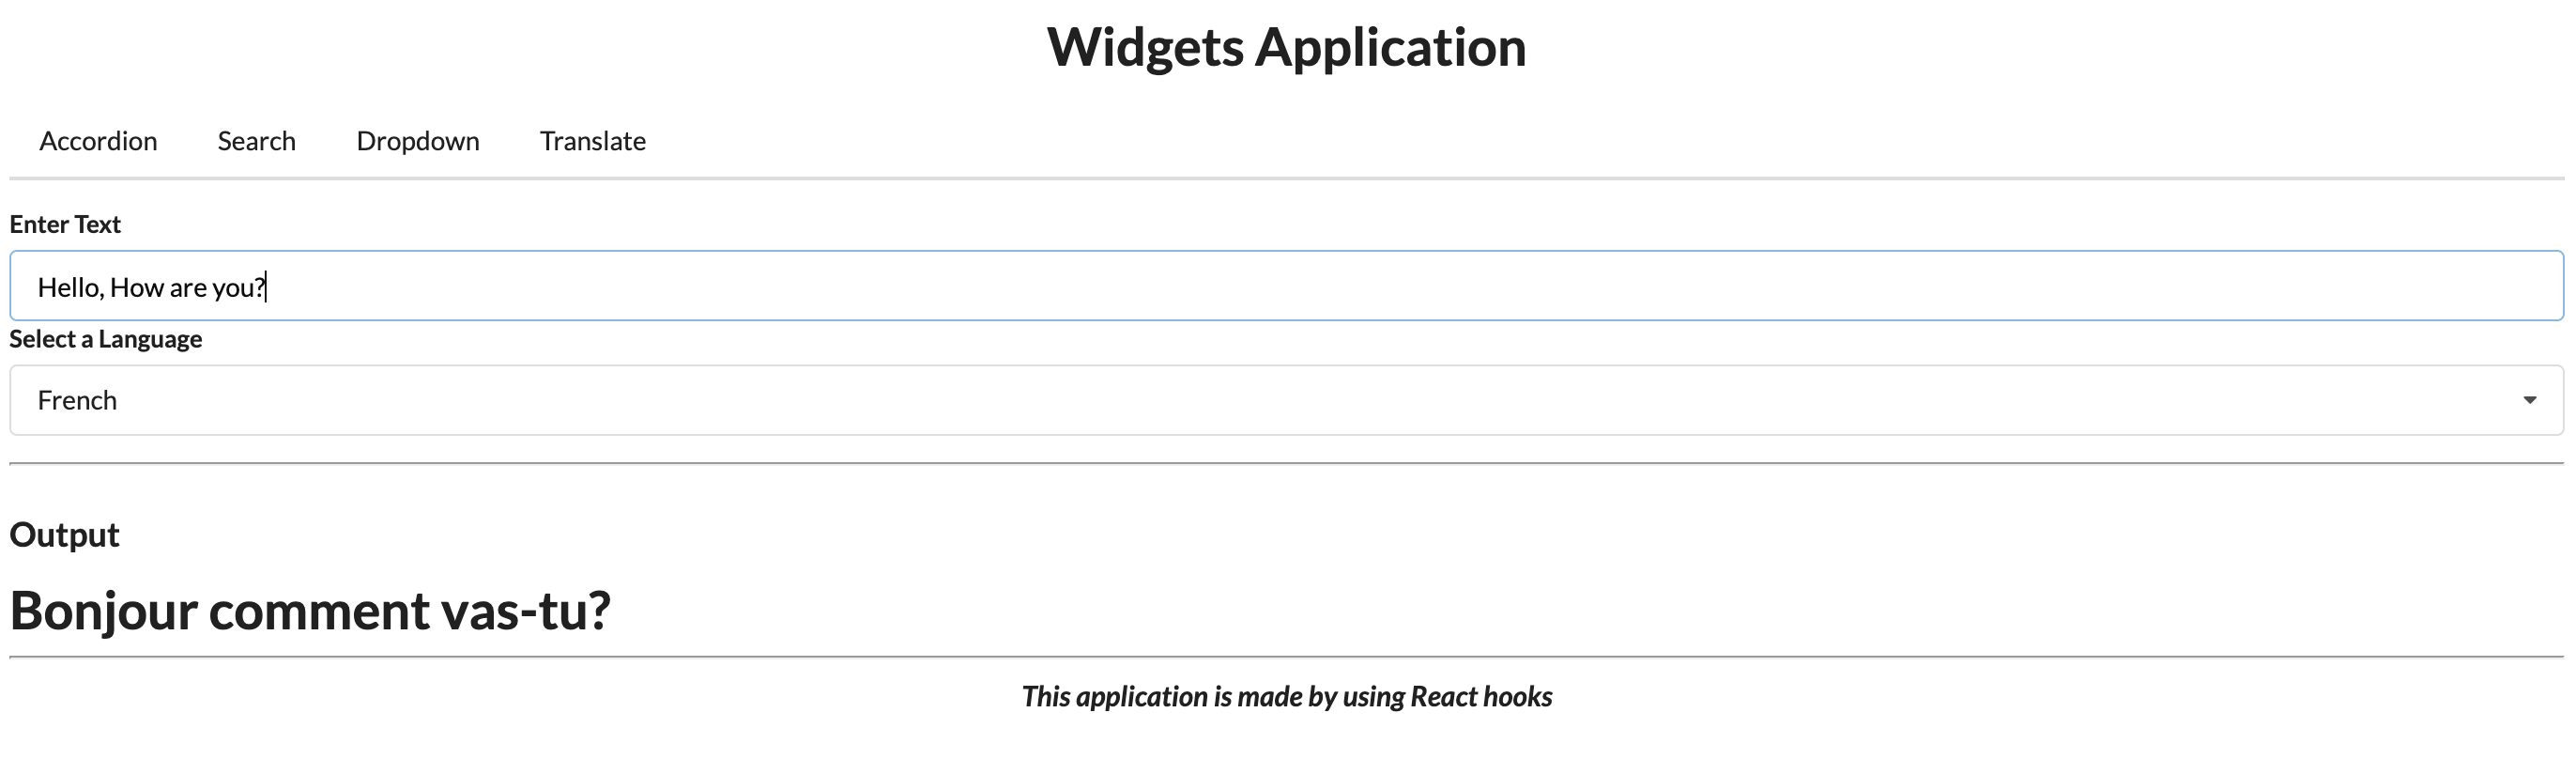 Widgets Application
Accordion Search Dropdown Translate
Enter Text
Hello, How are you?
Select a Language
French
Output
Bonjour comment vas-tu?
This application is made by using React hooks